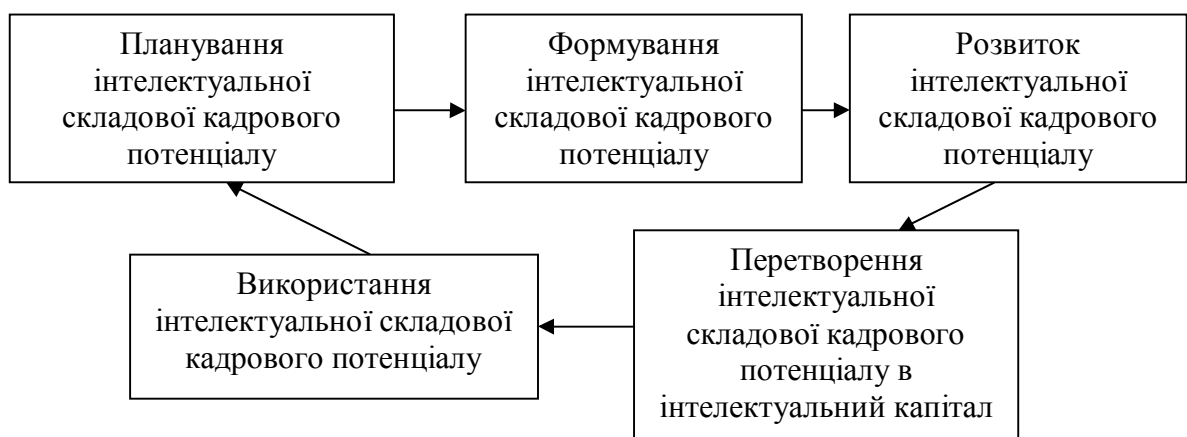 Планування
інтелектуальної
складової кадрового
потенціалу
Формування
інтелектуальної
складової кадрового
потенціалу
Розвиток
інтелектуальної
складової кадрового
потенціалу
Перетворення
інтелектуальної
складової кадрового
потенціалу в
інтелектуальний капітал
Використання
інтелектуальної складової
кадрового потенціалу